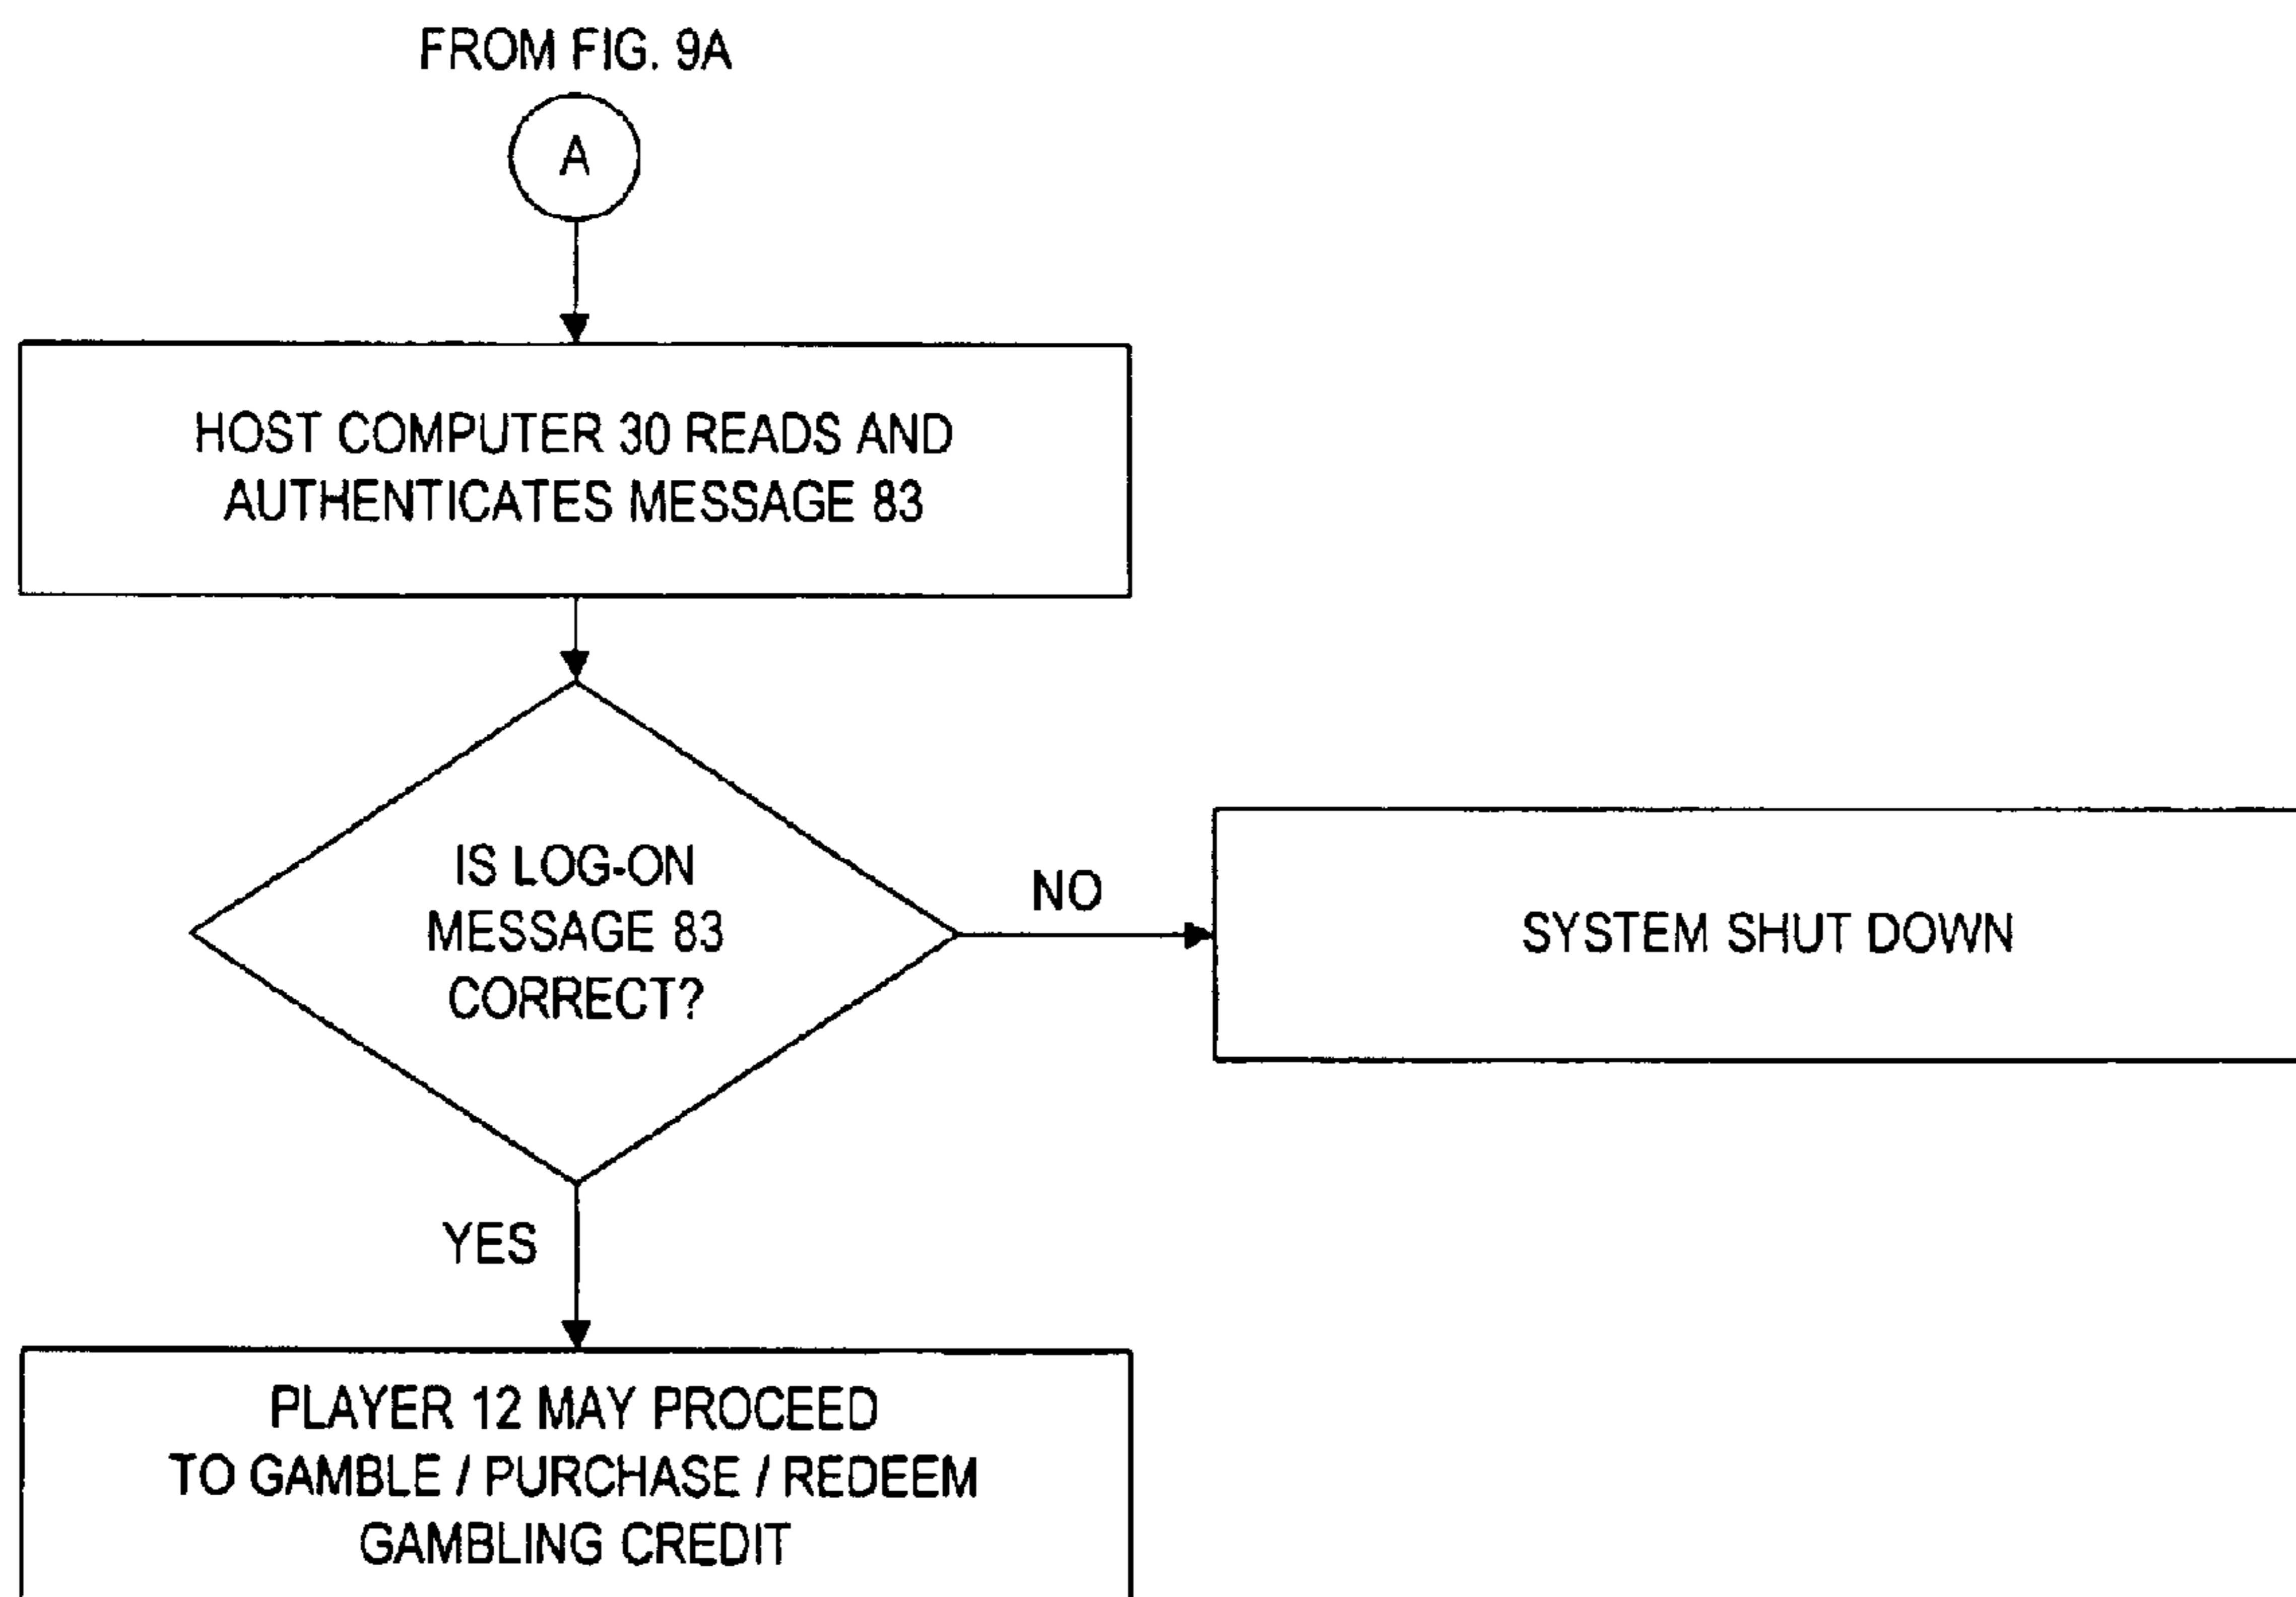 FROM FIG. 9A
A
HOST COMPUTER 30 READS AND
AUTHENTICATES MESSAGE 83
IS LOG-ON
MESSAGE 83
CORRECT?
NO
SYSTEM SHUT DOWN
YES
PLAYER 12 MAY PROCEED
TO GAMBLE / PURCHASE / REDEEM
GAMBLING CREDIT